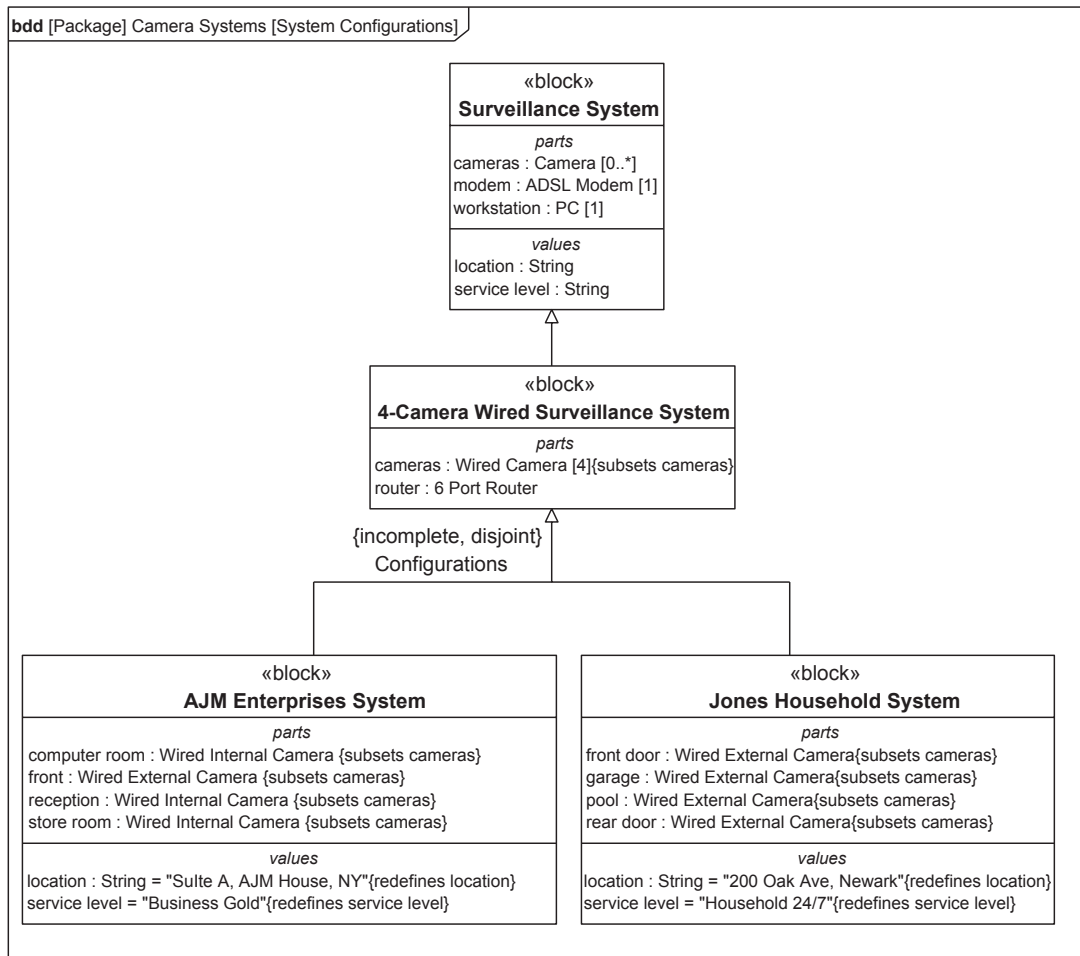 bdd [Package] Camera Systems [System Configurations]
«block»
Surveillance System
parts
cameras : Camera [0..*]
modem : ADSL Modem [1]
workstation : PC [1]
values
location : String
service level : String
«block»
4-Camera Wired Surveillance System
parts
cameras : Wired Camera [4]{subsets cameras}
router : 6 Port Router
{incomplete, disjoint}
Configurations
«block»
AJM Enterprises System
parts
computer room : Wired Internal Camera {subsets cameras}
front : Wired External Camera {subsets cameras}
reception : Wired Internal Camera {subsets cameras}
store room : Wired Internal Camera {subsets cameras}
values
location : String = "SuIte A, AJM House, NY"{redefines location}
service level = "Business Gold"{redefines service level}
«block»
Jones Household System
parts
front door : Wired External Camera{subsets cameras}
garage : Wired External Camera{subsets cameras}
pool : Wired External Camera{subsets cameras}
rear door : Wired External Camera{subsets cameras}
values
location : String = "200 Oak Ave, Newark"{redefines location}
service level = "Household 24/7"{redefines service level}